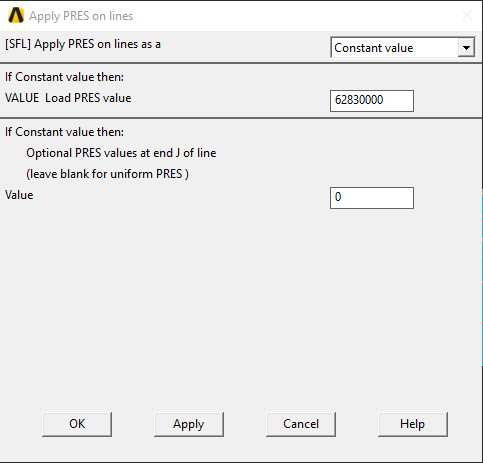 Apply PRES on lines
[SFL] Apply PRES on lines as a Constant value
If Constant value then:
VALUE Load PRES value 62830000
If Constant value then:
Optional PRES values at end J of line
(leave blank for uniform PRES )
Value 0
OK Apply Cancel Help